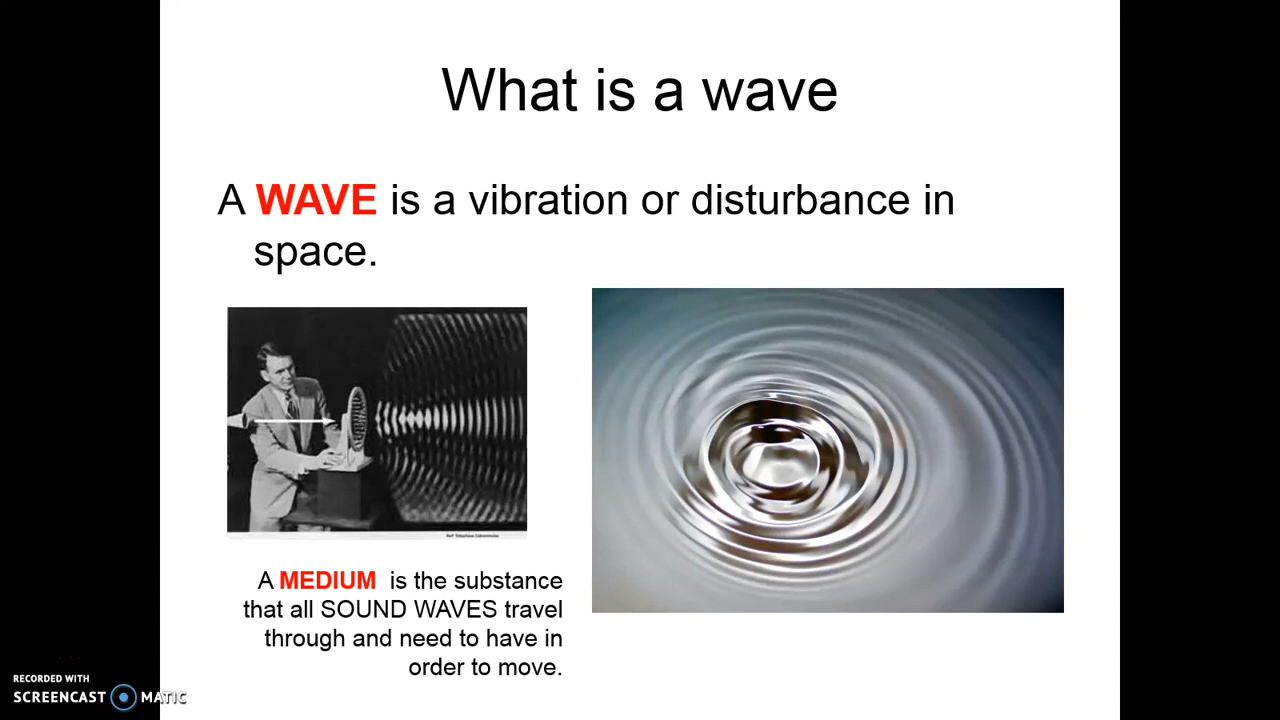 What is a wave
A WAVE is a vibration or disturbance in
space.
A MEDIUM is the substance
that all SOUND WAVES travel
through and need to have in
order to move.
RECORDED WITH
SCREENCAST MATIC